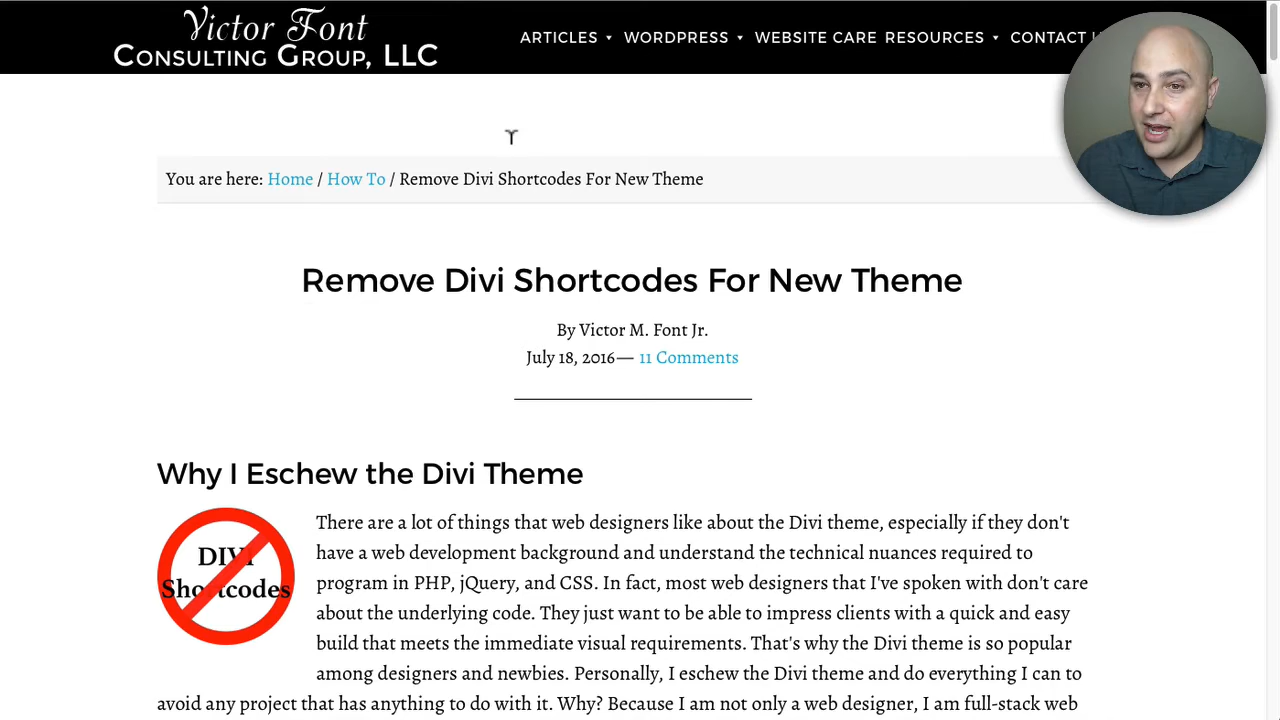 Victor Font
CONSULTING GROUP, LLC
ARTICLES WORDPRESS WEBSITE CARE RESOURCES CONTACT
You are here: Home / How To / Remove Divi Shortcodes For New Theme
Remove Divi Shortcodes For New Theme
By Victor M. Font Jr.
July 18, 2016— 11 Comments
Why I Eschew the Divi Theme
DIVI
Shortcodes
There are a lot of things that web designers like about the Divi theme, especially if they don't
have a web development background and understand the technical nuances required to
program in PHP, jQuery, and CSS. In fact, most web designers that I've spoken with don't care
about the underlying code. They just want to be able to impress clients with a quick and easy
build that meets the immediate visual requirements. That's why the Divi theme is so popular
among designers and newbies. Personally, I eschew the Divi theme and do everything I can to
avoid any project that has anything to do with it. Why? Because I am not only a web designer, I am full-stack web